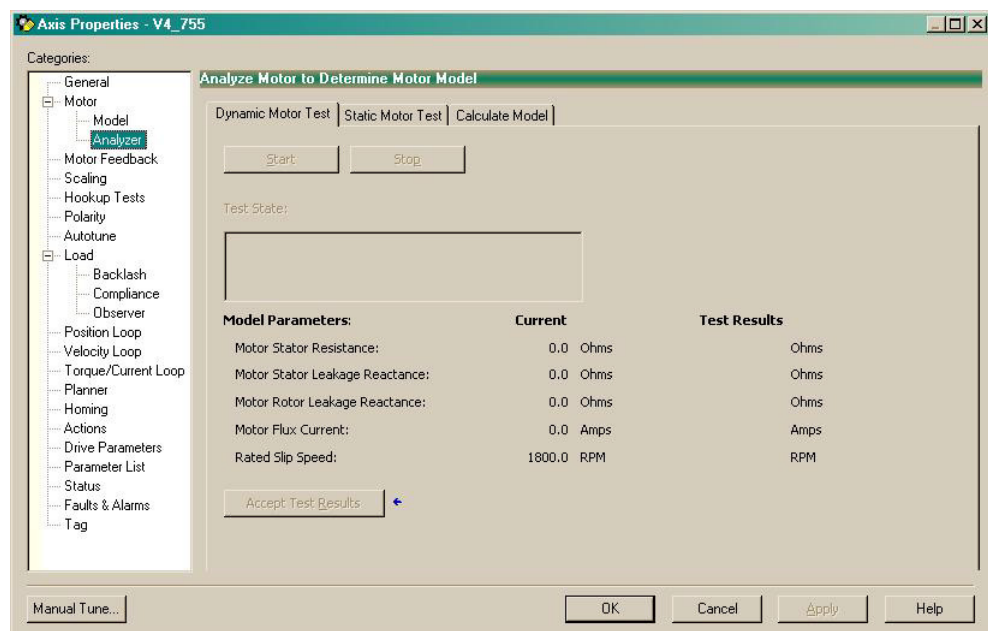 Axis Properties - V4_755
Categories:
General
Motor
Model
Analyzer
Motor Feedback
Scaling
Hookup Tests
Polarity
Autotune
Load
Backlash
Compliance
Observer
Position Loop
Velocity Loop
Torque/Current Loop
Planner
Homing
Actions
Drive Parameters
Parameter List
Status
Faults & Alarms
Tag
Analyze Motor to Determine Motor Model
Dynamic Motor Test Static Motor Test Calculate Model
Start Stop
Test State:
Model Parameters: Current Test Results
Motor Stator Resistance: 0.0 Ohms Ohms
Motor Stator Leakage Reactance: 0.0 Ohms Ohms
Motor Rotor Leakage Reactance: 0.0 Ohms Ohms
Motor Flux Current: 0.0 Amps Amps
Rated Slip Speed: 1800.0 RPM RPM
Accept Test Results
Manual Tune... OK Cancel Apply Help